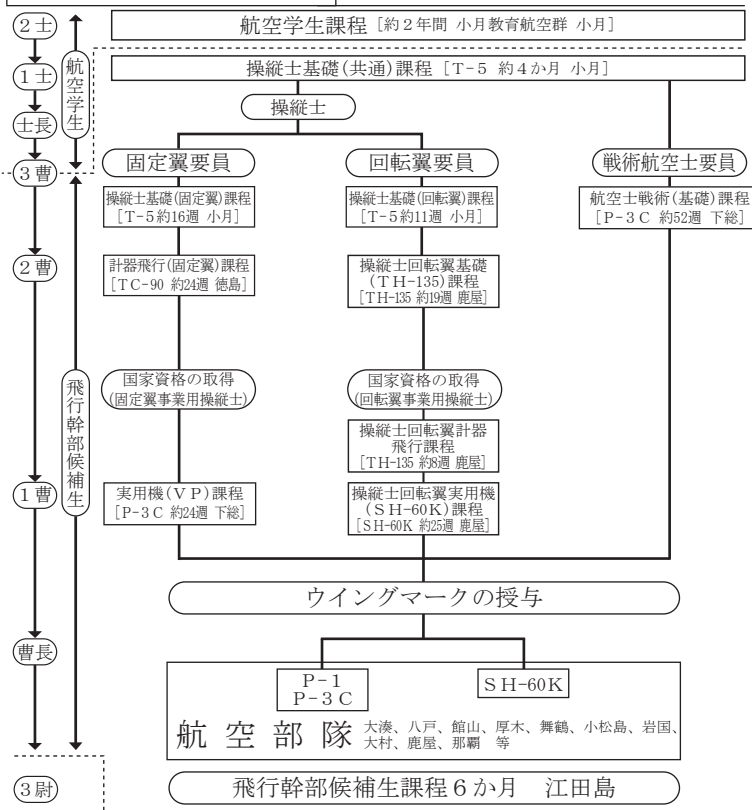 ２士
１士
士長
３曹
２曹
１曹
曹長
３尉
航空学生
飛行幹部候補生
航空学生課程 [約２年間 小月教育航空群 小月]
操縦士基礎(共通)課程 [Ｔ-５ 約４か月 小月]
操縦士
固定翼要員
回転翼要員
戦術航空士要員
操縦士基礎(固定翼)課程
[Ｔ-５約16週 小月]
操縦士基礎(回転翼)課程
[Ｔ-５約11週 小月]
航空士戦術(基礎)課程
[Ｐ-３Ｃ 約52週 下総]
計器飛行(固定翼)課程
[ＴＣ-90 約24週 徳島]
操縦士回転翼基礎
(ＴＨ-135)課程
[ＴＨ-135 約19週 鹿屋]
国家資格の取得
(固定翼事業用操縦士)
国家資格の取得
(回転翼事業用操縦士)
操縦士回転翼計器
飛行課程
[ＴＨ-135 約8週 鹿屋]
実用機(ＶＰ)課程
[Ｐ-３Ｃ 約24週 下総]
操縦士回転翼実用機
(ＳＨ-60Ｋ)課程
[ＳＨ-60Ｋ 約25週 鹿屋]
ウイングマークの授与
Ｐ-１
Ｐ-３Ｃ
ＳＨ-60Ｋ
航空部隊 大湊、八戸、館山、厚木、舞鶴、小松島、岩国、
大村、鹿屋、那覇 等
飛行幹部候補生課程６か月 江田島